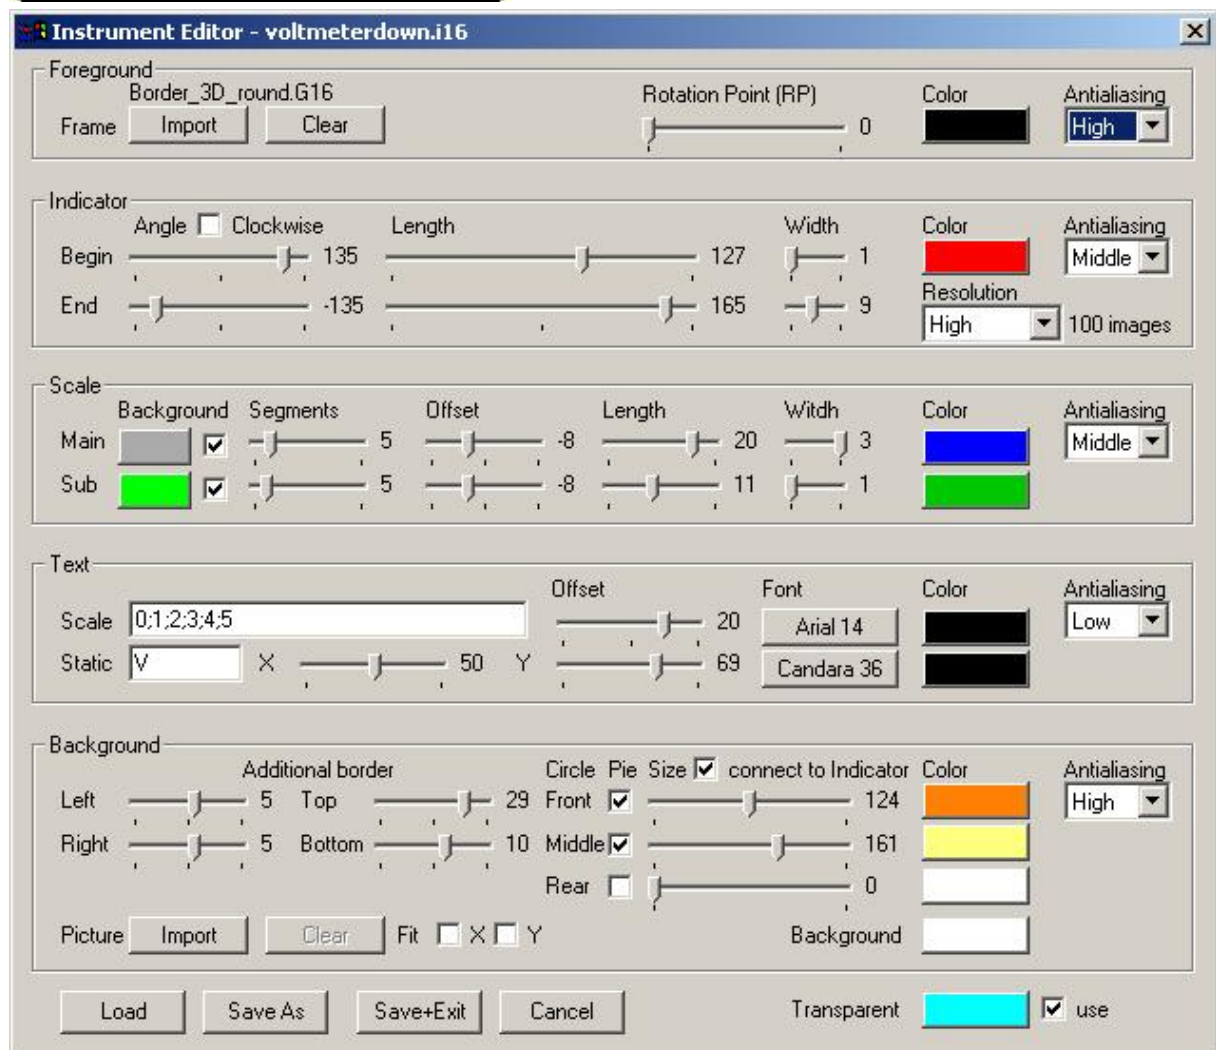 Instrument Editor - voltmeterdown.i16
Foreground
Border_3D_round.G16 Rotation Point (RP) Color Antialiasing
Frame Import Clear 0 High
Indicator
Angle Clockwise Length Width Color Antialiasing
Begin 135 127 1 Middle
End -135 165 9 Resolution
High 100 images
Scale
Background Segments Offset Length Witdh Color Antialiasing
Main 5 -8 20 3 Middle
Sub 5 -8 11 1
Text
Offset Font Color Antialiasing
Scale 0;1;2;3;4;5 20 Arial 14 Low
Static V X 50 Y 69 Candara 36
Background
Additional border Circle Pie Size connect to Indicator Color Antialiasing
Left 5 Top 29 Front 124 High
Right 5 Bottom 10 Middle 161
Rear 0
Picture Import Clear Fit X Y Background
Load Save As Save+Exit Cancel Transparent use